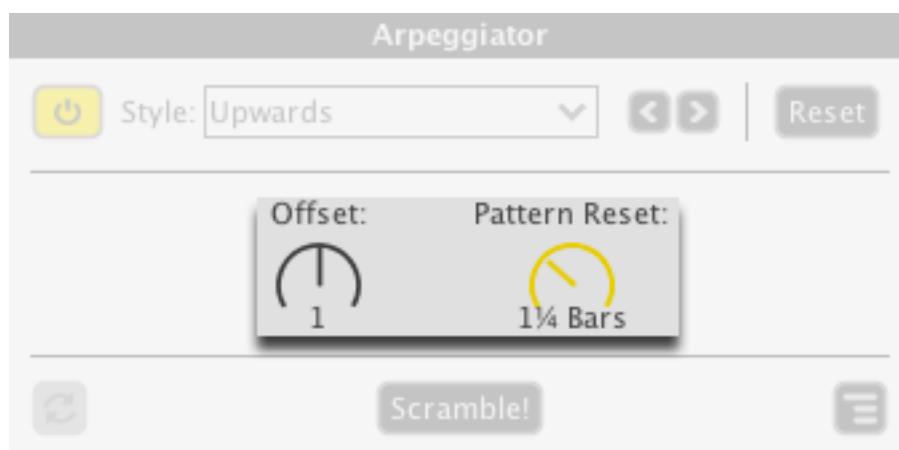 Arpeggiator
Style: Upwards
Reset
Offset:
Pattern Reset:
1
1¼ Bars
Scramble!